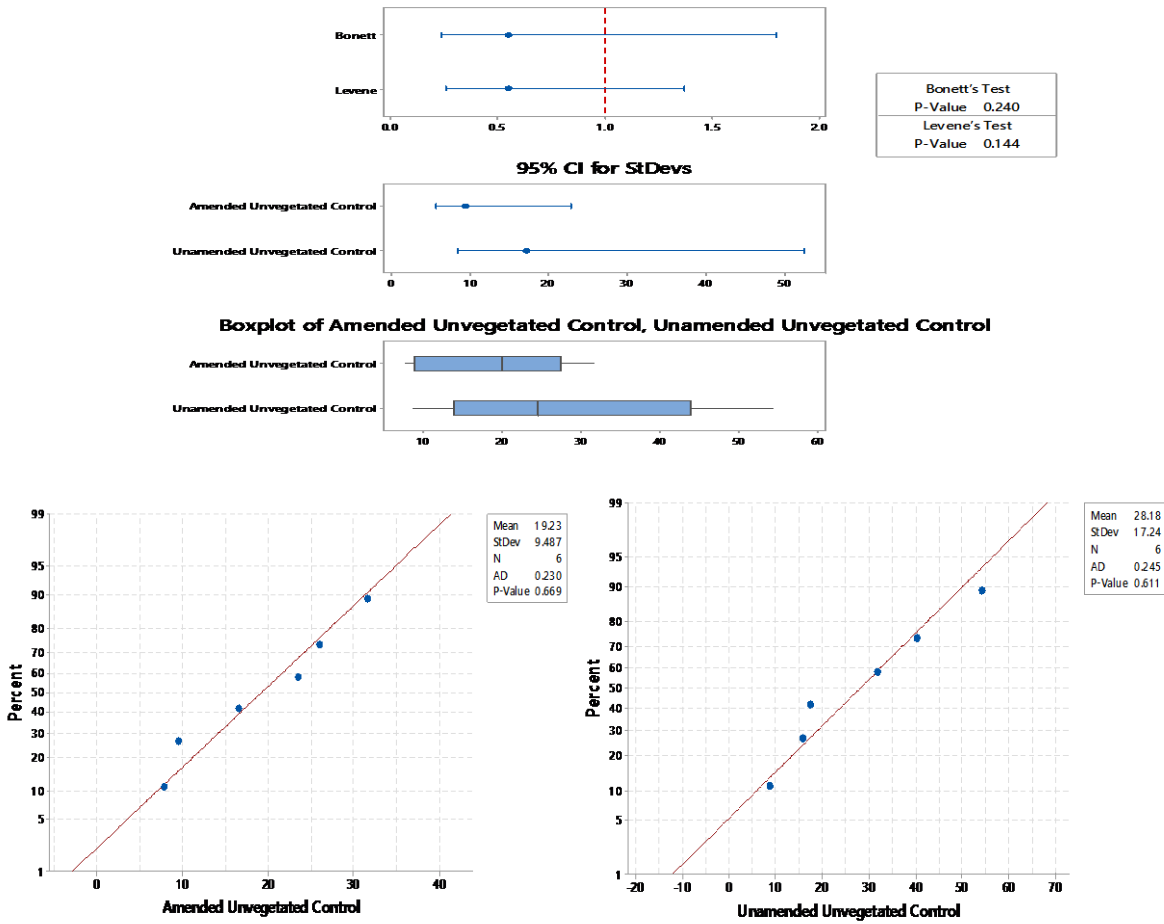 Bonett
Levene
0.0 0.5 1.0 1.5 2.0
Bonett's Test
P-Value 0.240
Levene's Test
P-Value 0.144
95% CI for StDevs
Amended Unvegetated Control
Unamended Unvegetated Control
0 10 20 30 40 50
Boxplot of Amended Unvegetated Control, Unamended Unvegetated Control
Amended Unvegetated Control
Unamended Unvegetated Control
10 20 30 40 50 60
99
95
90
80
70
60
50
40
30
20
10
5
1
Percent
0 10 20 30 40
Amended Unvegetated Control
Mean 19.23
StDev 9.487
N 6
AD 0.230
P-Value 0.669
99
95
90
80
70
60
50
40
30
20
10
5
1
Percent
-20 -10 0 10 20 30 40 50 60 70
Unamended Unvegetated Control
Mean 28.18
StDev 17.24
N 6
AD 0.245
P-Value 0.611